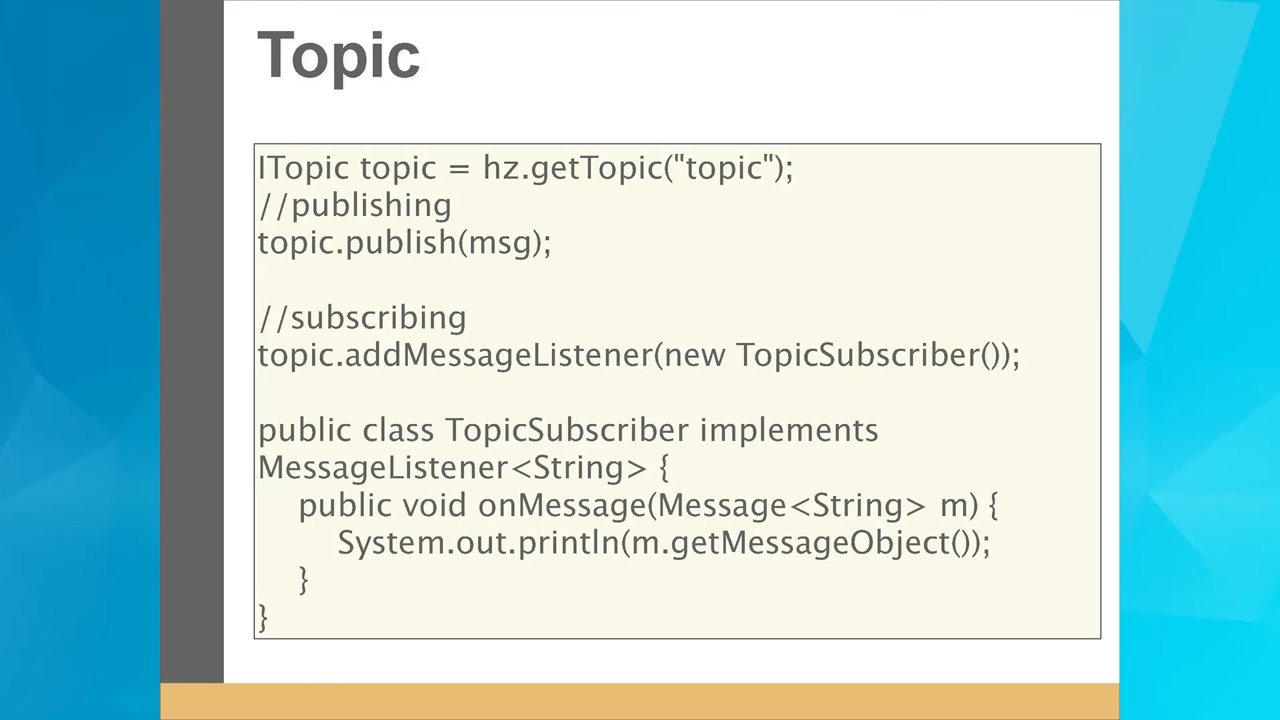 Topic
ITopic topic = hz.getTopic("topic");
//publishing
topic.publish(msg);
//subscribing
topic.addMessageListener(new TopicSubscriber());
public class TopicSubscriber implements
MessageListener<String> {
public void onMessage(Message<String> m) {
System.out.println(m.getMessageObject());
}
}